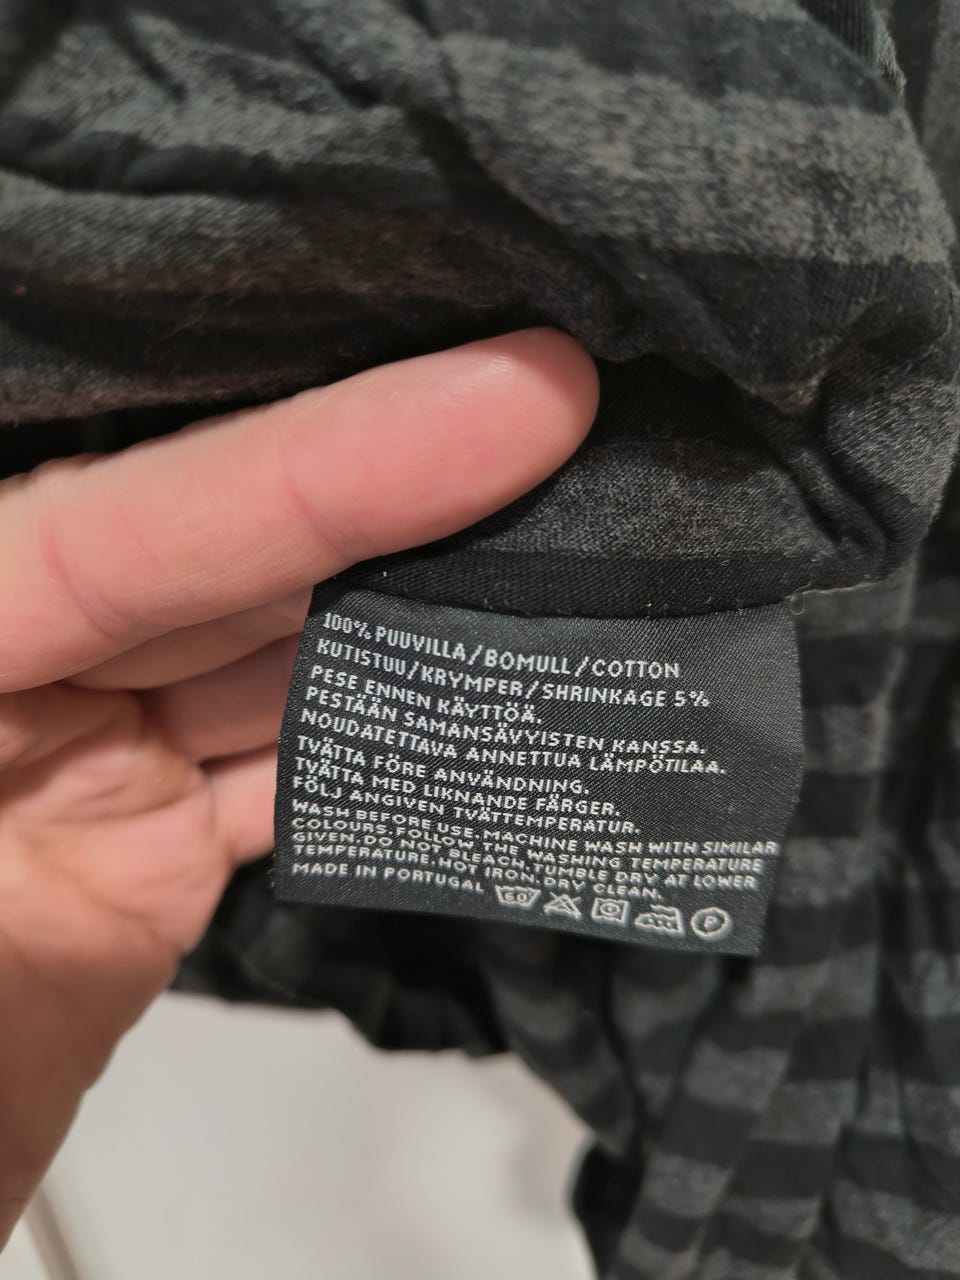 100% PUUVILLA/BOMULL/COTTON
KUTISTUU/KRYMPER/SHRINKAGE 5%
PESE ENNEN KÄYTTÖÄ.
PESTÄÄN SAMANSÄVYISTEN KANSSA.
NOUDATETTAVA ANNETTUA LÄMPÖTILAA.
TVÄTTA FÖRE ANVÄNDNING.
TVÄTTA MED LIKNANDE FÄRGER.
FÖLJ ANGIVEN TVÄTTEMPERATUR.
WASH BEFORE USE.MACHINE WASH WITH SIMILAR
COLOURS.FOLLOW THE WASHING TEMPERATURE
GIVEN.DO NOT BLEACH.TUMBLE DRY AT LOWER
TEMPERATURE.HOT IRON.DRY CLEAN.
MADE IN PORTUGAL 60 P